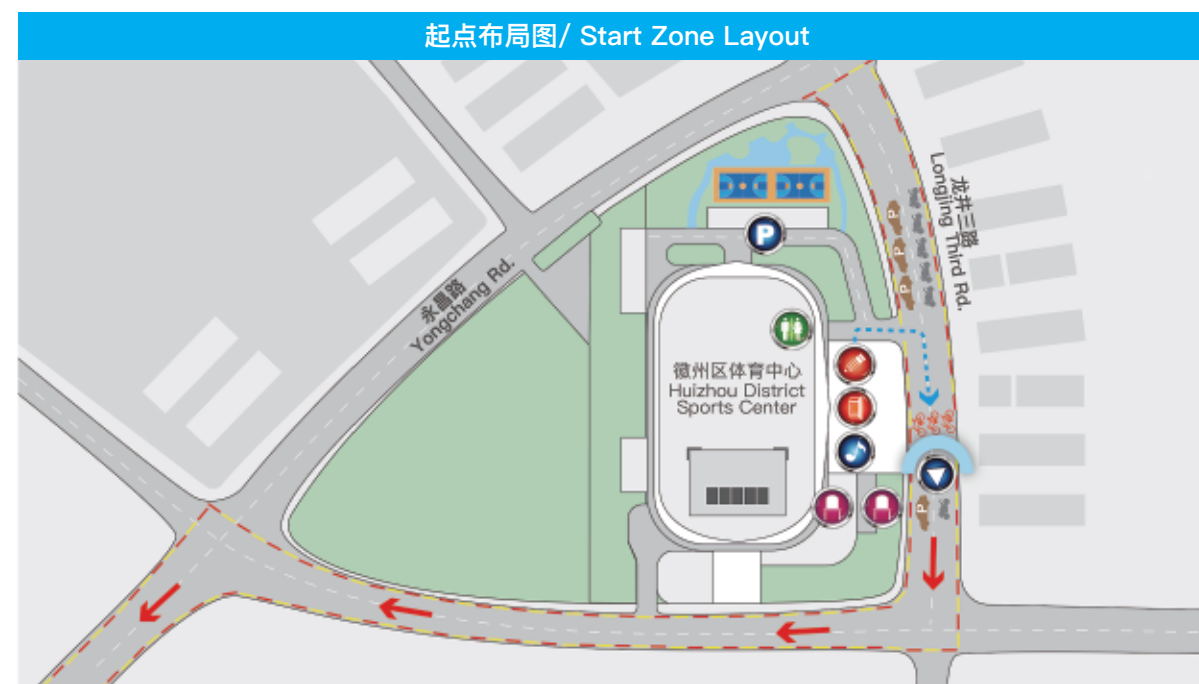 起点布局图/ Start Zone Layout
龙井三路
Longjing Third Rd.
P
P
P
P
永昌路
Yongchang Rd.
徽州区体育中心
Huizhou District
Sports Center
P